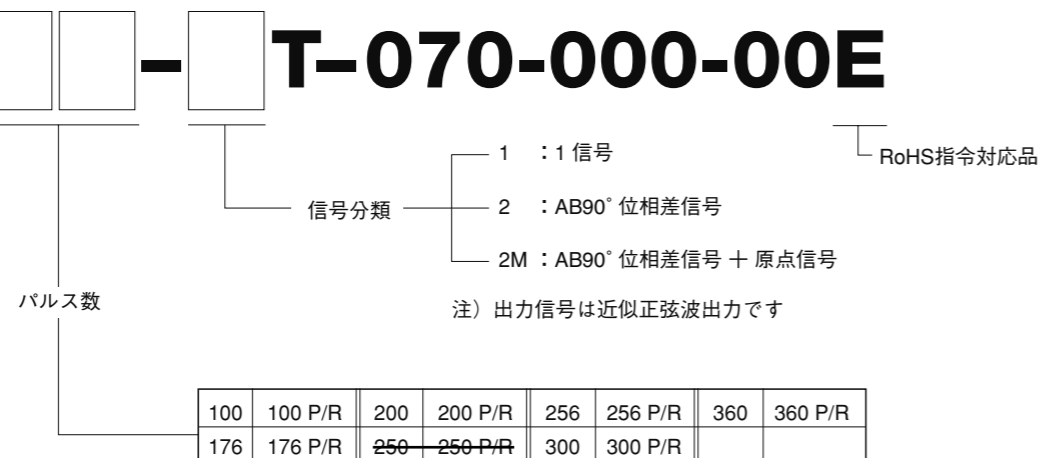 –T–070-000-00E
1 : 1 信号
RoHS指令対応品
信号分類
2 : AB90˚ 位相差信号
2M : AB90˚ 位相差信号 + 原点信号
パルス数
注）出力信号は近似正弦波出力です
100 100 P/R 200 200 P/R 256 256 P/R 360 360 P/R
176 176 P/R 250 250 P/R 300 300 P/R